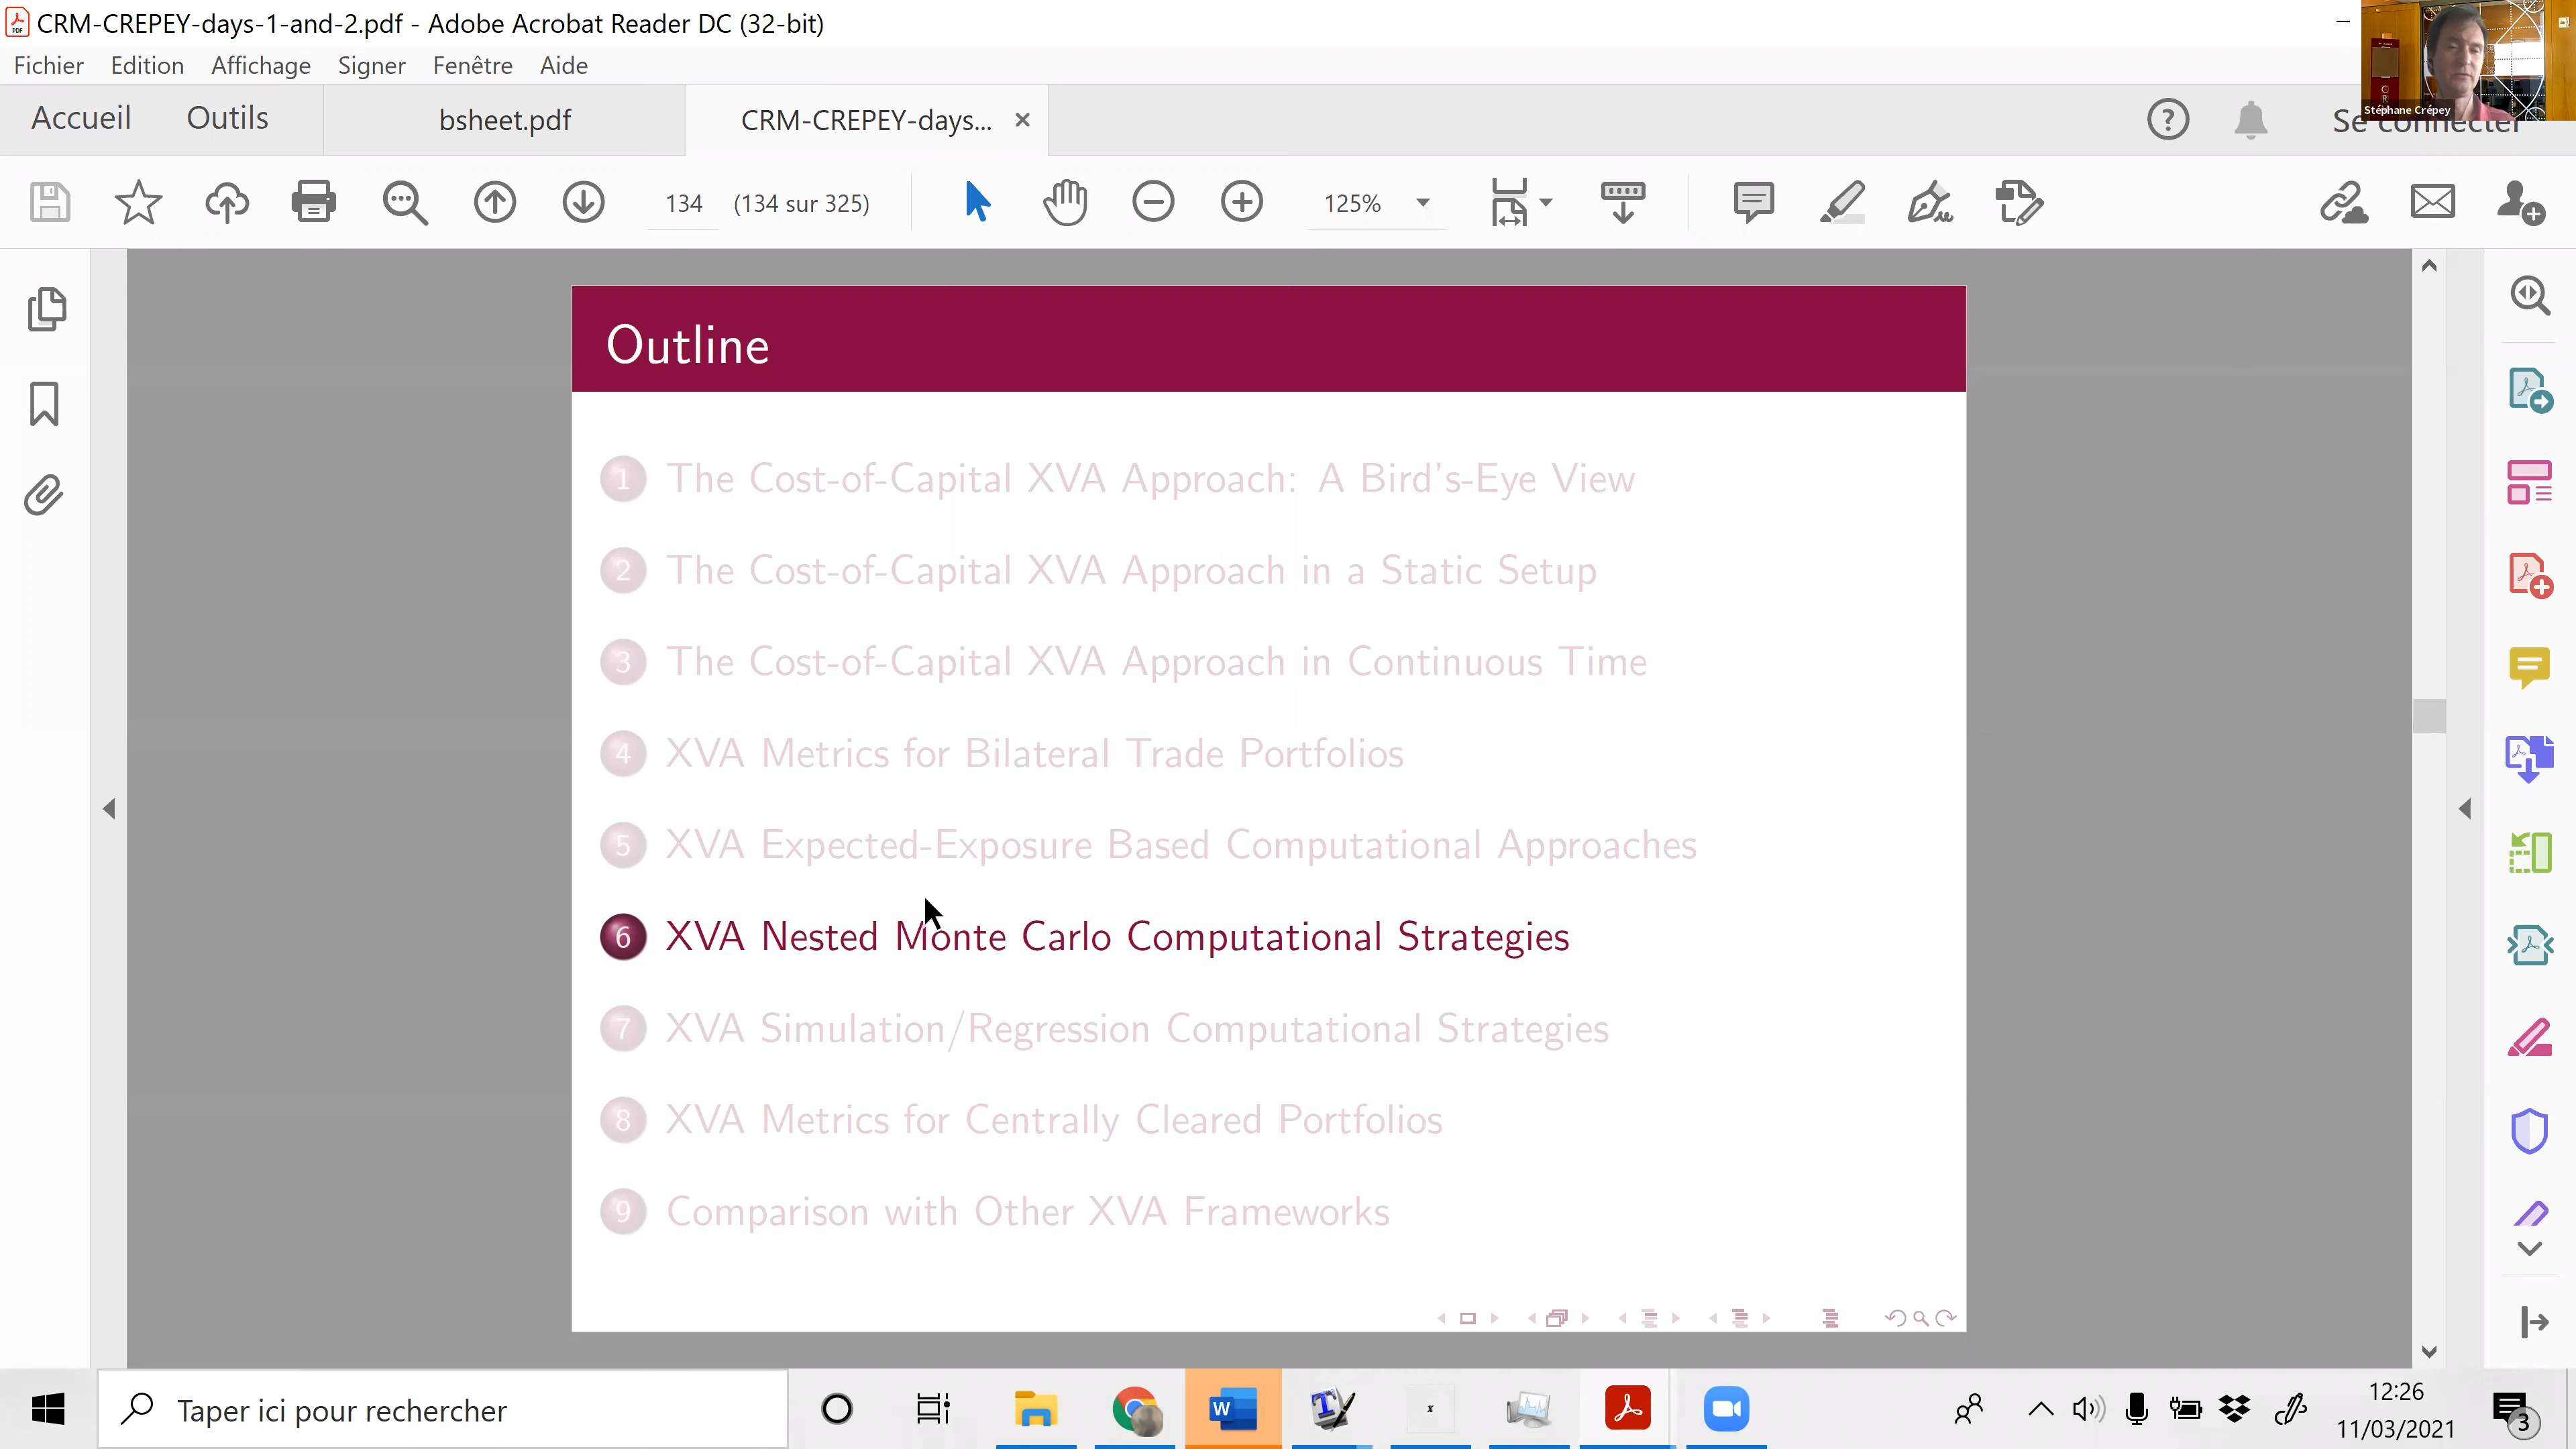 CRM-CREPEY-days-1-and-2.pdf - Adobe Acrobat Reader DC (32-bit)
Fichier Edition Affichage Signer Fenêtre Aide
Stéphane Crépey
Accueil Outils bsheet.pdf CRM-CREPEY-days... Se connecter
134 (134 sur 325) 125%
Outline
1 The Cost-of-Capital XVA Approach: A Bird's-Eye View
2 The Cost-of-Capital XVA Approach in a Static Setup
3 The Cost-of-Capital XVA Approach in Continuous Time
4 XVA Metrics for Bilateral Trade Portfolios
5 XVA Expected-Exposure Based Computational Approaches
6 XVA Nested Monte Carlo Computational Strategies
7 XVA Simulation/Regression Computational Strategies
8 XVA Metrics for Centrally Cleared Portfolios
9 Comparison with Other XVA Frameworks
Taper ici pour rechercher
12:26
11/03/2021
3